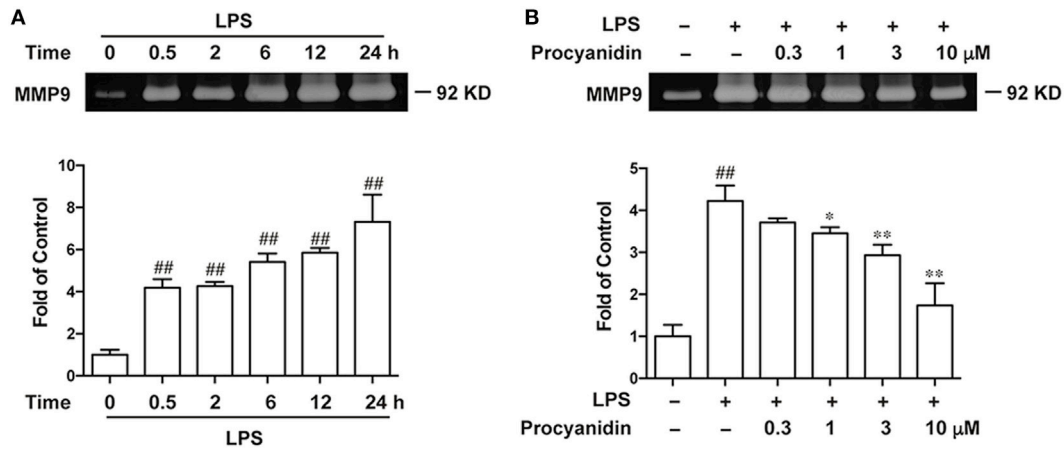 A
LPS
Time 0 0.5 2 6 12 24 h
MMP9 92 KD
Fold of Control
10
8
6
4
2
0
## ## ## ## ##
Time 0 0.5 2 6 12 24 h
LPS
B
LPS – + + + + +
Procyanidin – – 0.3 1 3 10 μM
MMP9 92 KD
Fold of Control
5
4
3
2
1
0
## * ** **
LPS – + + + + +
Procyanidin – – 0.3 1 3 10 μM